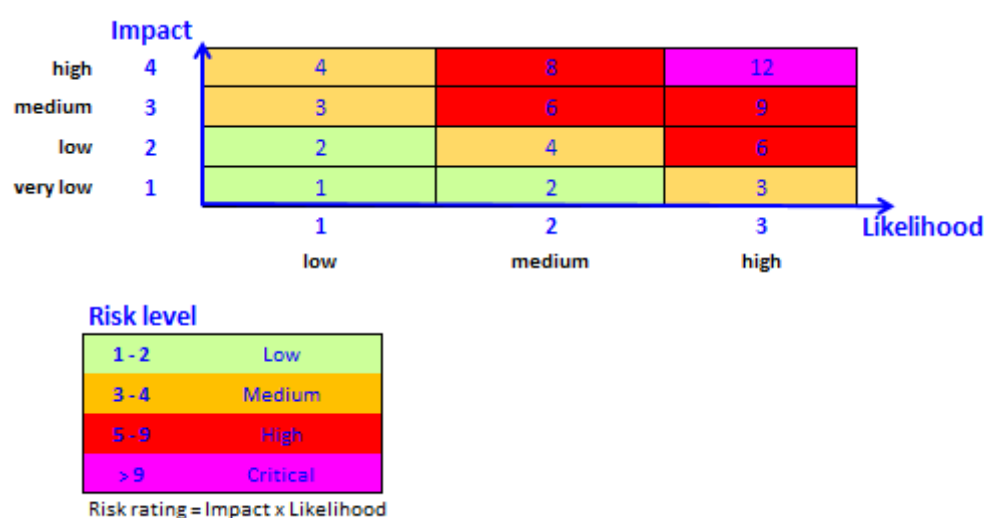 Impact
high 4 4 8 12
medium 3 3 6 9
low 2 2 4 6
very low 1 1 2 3
1 2 3 Likelihood
low medium high
Risk level
1 - 2 Low
3 - 4 Medium
5 - 9 High
> 9 Critical
Risk rating = Impact x Likelihood